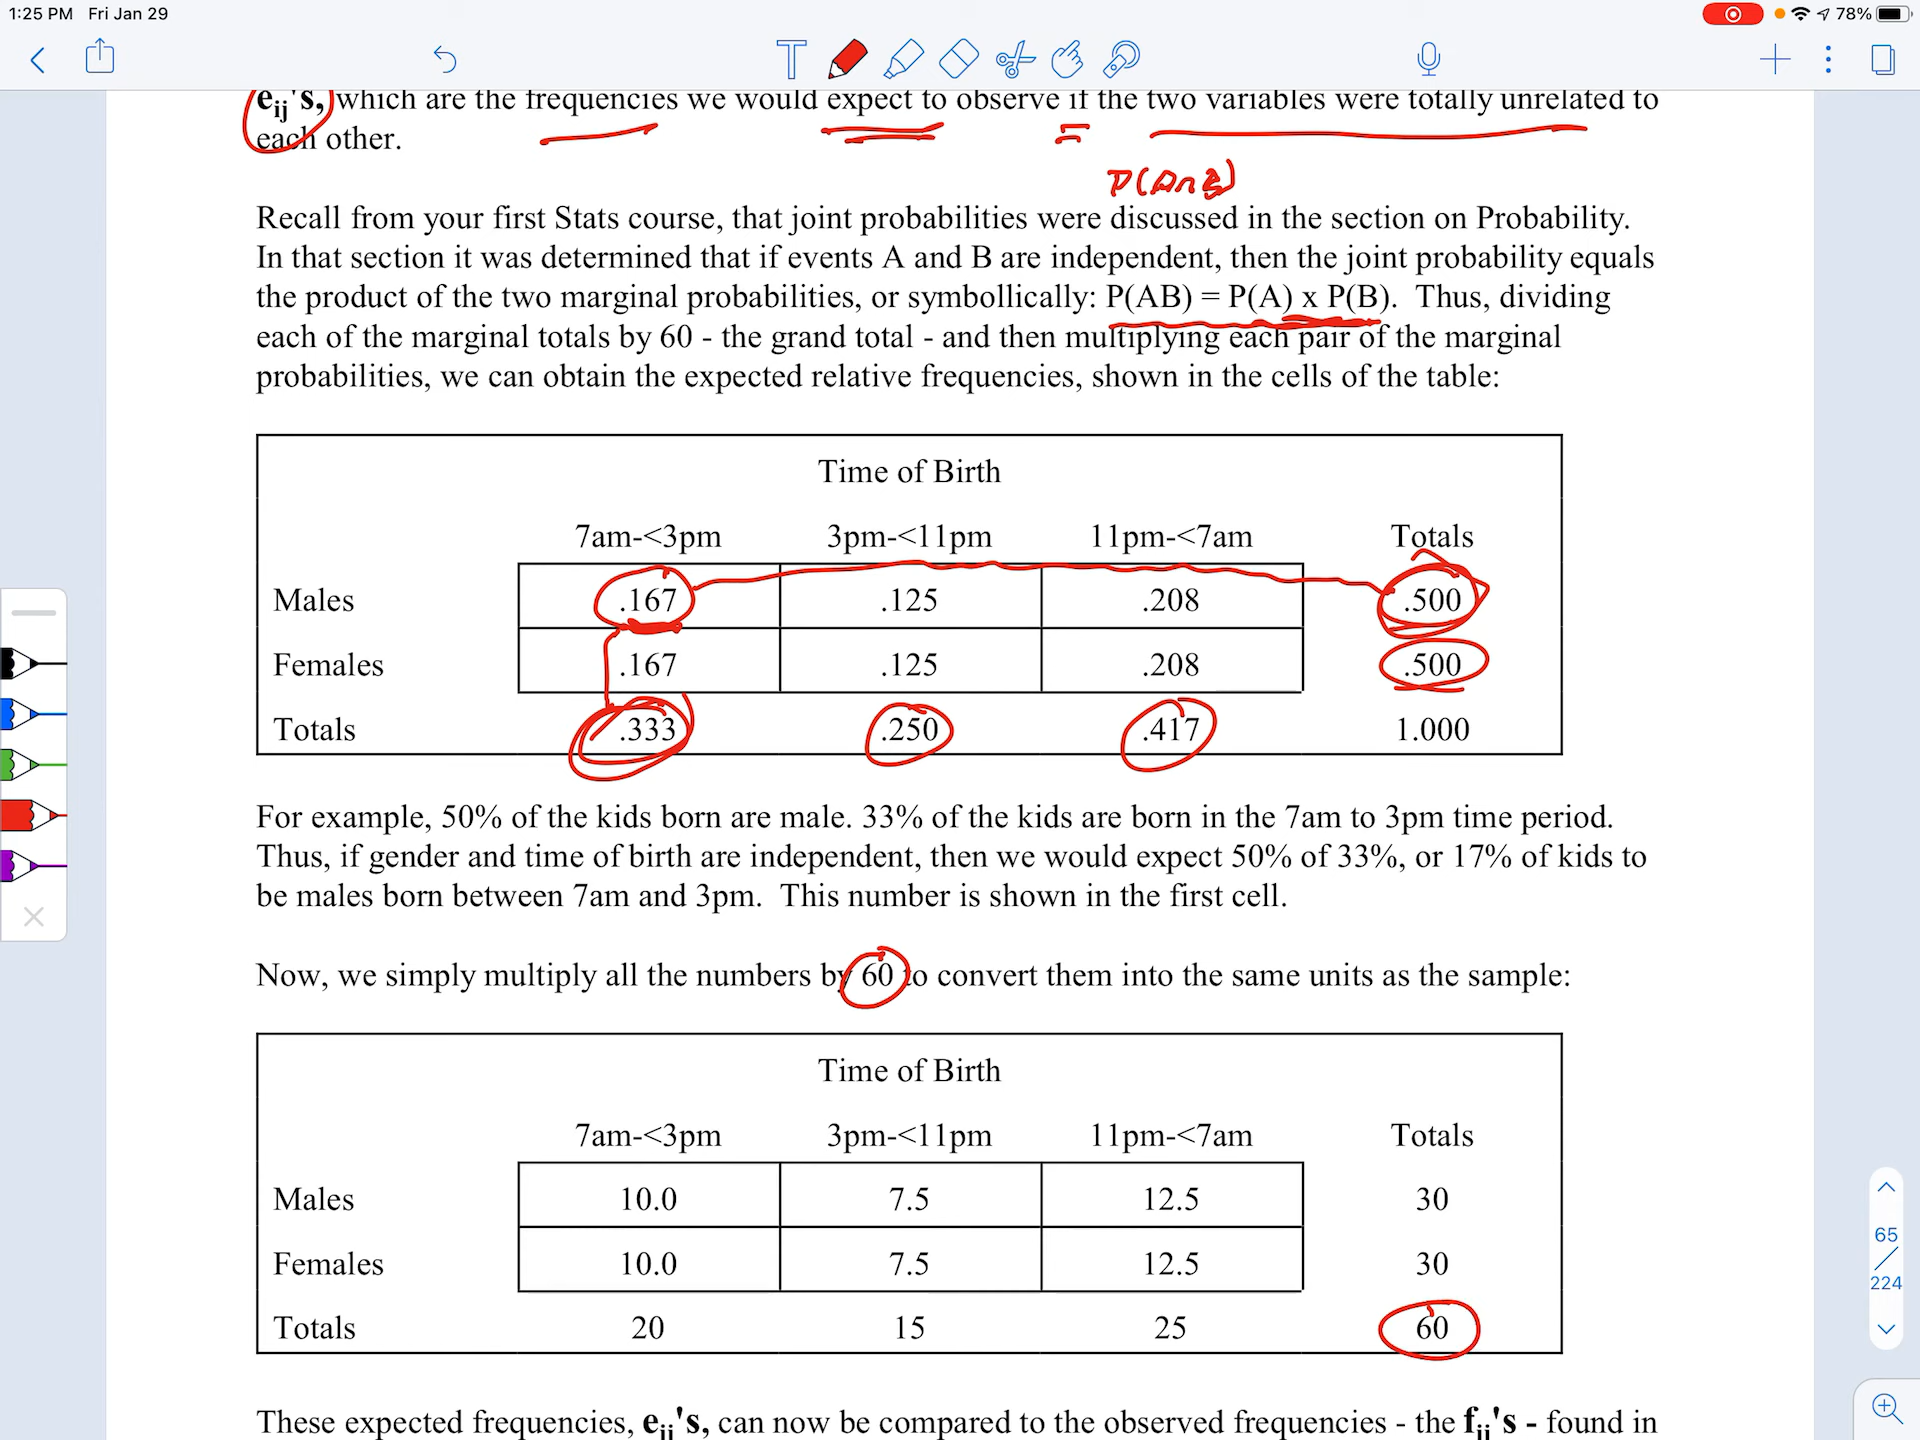 1:25 PM Fri Jan 29
78%
eij's, which are the frequencies we would expect to observe if the two variables were totally unrelated to
each other.
P(A∩B)
Recall from your first Stats course, that joint probabilities were discussed in the section on Probability.
In that section it was determined that if events A and B are independent, then the joint probability equals
the product of the two marginal probabilities, or symbollically: P(AB) = P(A) x P(B). Thus, dividing
each of the marginal totals by 60 - the grand total - and then multiplying each pair of the marginal
probabilities, we can obtain the expected relative frequencies, shown in the cells of the table:
Time of Birth
7am-<3pm 3pm-<11pm 11pm-<7am Totals
Males .167 .125 .208 .500
Females .167 .125 .208 .500
Totals .333 .250 .417 1.000
For example, 50% of the kids born are male. 33% of the kids are born in the 7am to 3pm time period.
Thus, if gender and time of birth are independent, then we would expect 50% of 33%, or 17% of kids to
be males born between 7am and 3pm. This number is shown in the first cell.
Now, we simply multiply all the numbers by 60 to convert them into the same units as the sample:
Time of Birth
7am-<3pm 3pm-<11pm 11pm-<7am Totals
Males 10.0 7.5 12.5 30
Females 10.0 7.5 12.5 30
Totals 20 15 25 60
65
224
These expected frequencies, eij's, can now be compared to the observed frequencies - the fij's - found in